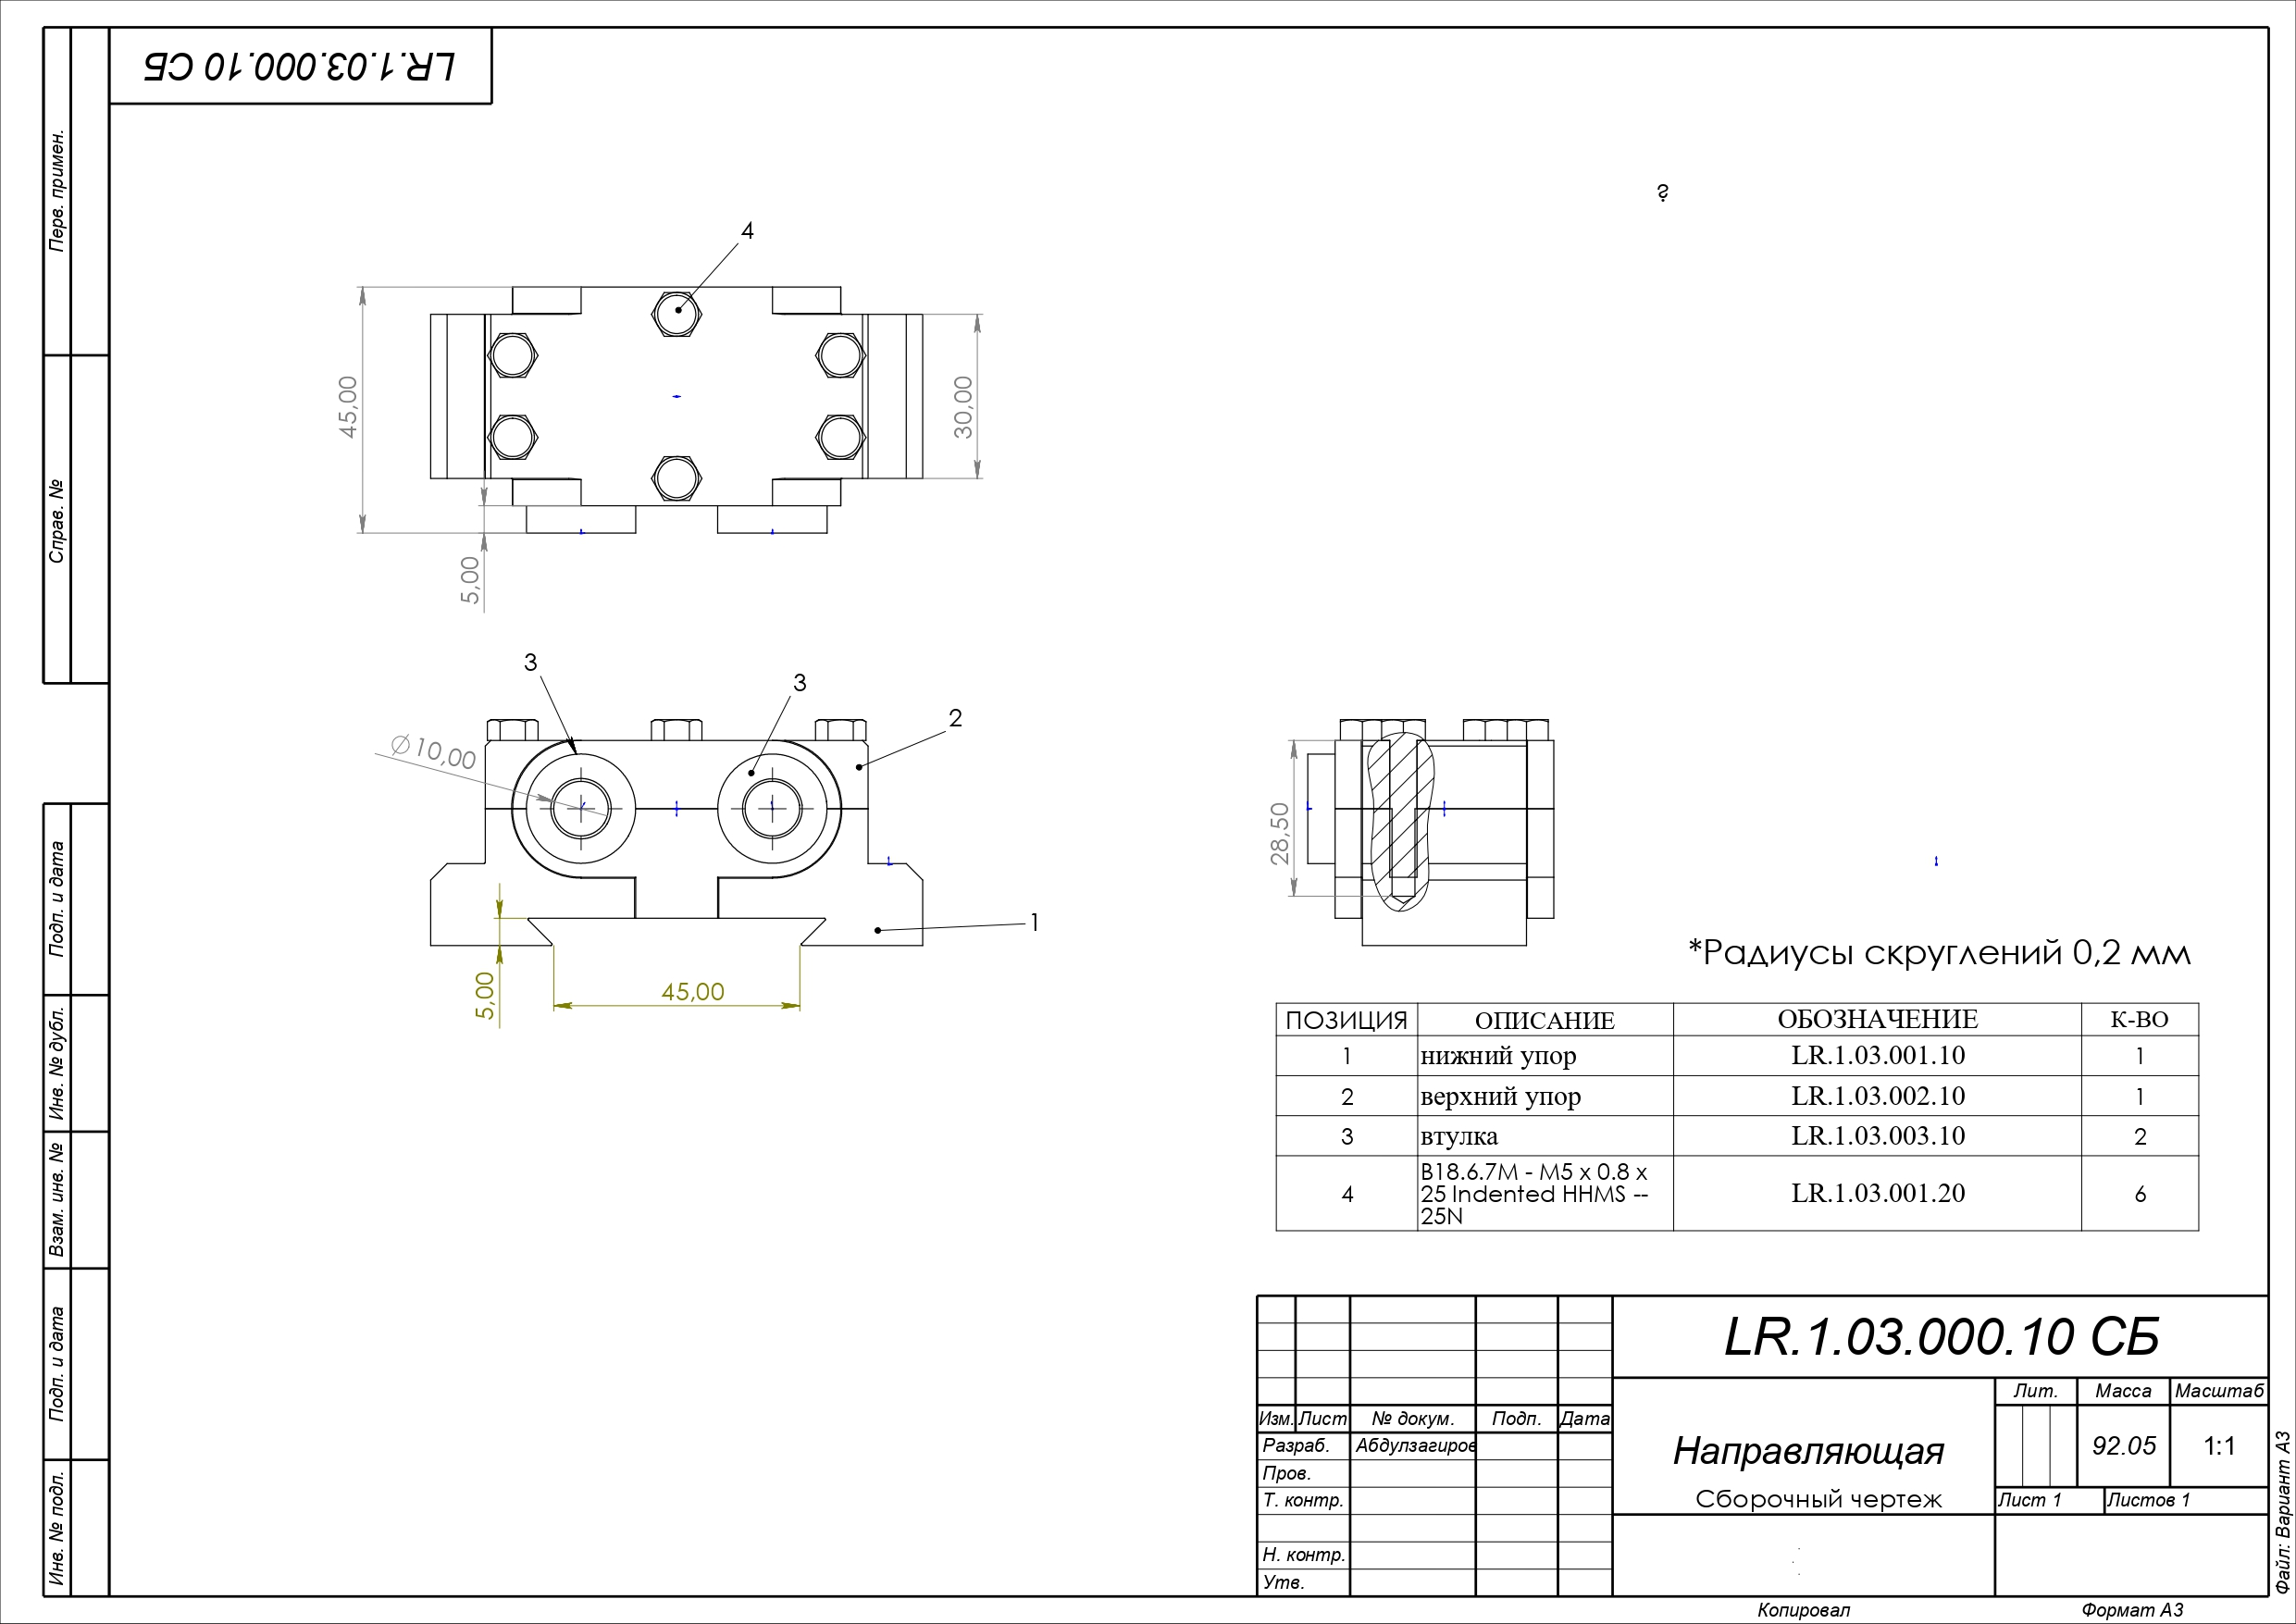 LR.1.03.000.10 СБ
Перв. примен.
Справ. №
Подп. и дата
Инв. № дубл.
Взам. инв. №
Подп. и дата
Инв. № подл.
?
4
45,00
30,00
5,00
3
3
2
∅10,00
1
5,00
45,00
28,50
*Радиусы скруглений 0,2 мм
ПОЗИЦИЯ ОПИСАНИЕ ОБОЗНАЧЕНИЕ К-ВО
1 нижний упор LR.1.03.001.10 1
2 верхний упор LR.1.03.002.10 1
3 втулка LR.1.03.003.10 2
4 B18.6.7M - M5 x 0.8 x
25 Indented HHMS --
25N
LR.1.03.001.20 6
LR.1.03.000.10 СБ
Лит. Масса Масштаб
Изм. Лист № докум. Подп. Дата
Разраб. Абдулзагиров
Пров.
Т. контр.
Н. контр.
Утв.
Направляющая
Сборочный чертеж
92.05 1:1
Лист 1 Листов 1
Копировал Формат А3
Файл: Вариант А3